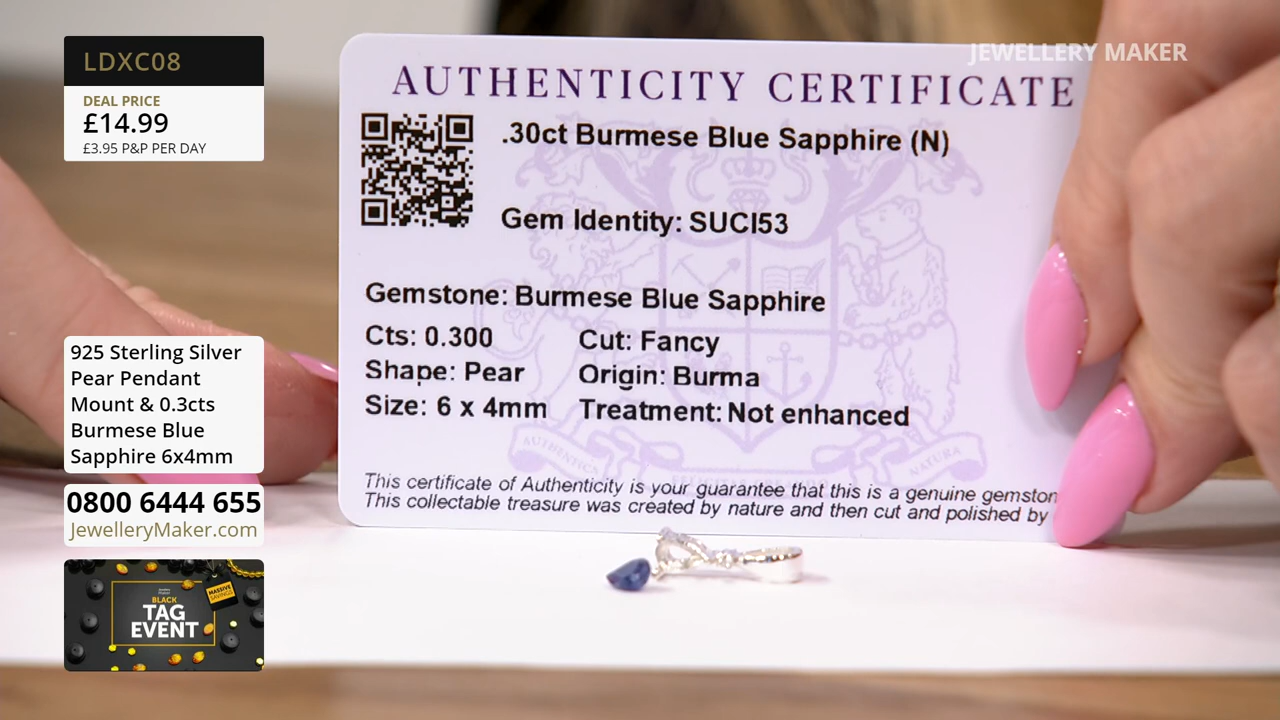 LDXC08
DEAL PRICE
£14.99
£3.95 P&P PER DAY
JEWELLERY MAKER
AUTHENTICITY CERTIFICATE
.30ct Burmese Blue Sapphire (N)
Gem Identity: SUCI53
Gemstone: Burmese Blue Sapphire
Cts: 0.300 Cut: Fancy
Shape: Pear Origin: Burma
Size: 6 x 4mm Treatment: Not enhanced
AUTHENTICA NATURA
This certificate of Authenticity is your guarantee that this is a genuine gemston
This collectable treasure was created by nature and then cut and polished by
925 Sterling Silver
Pear Pendant
Mount & 0.3cts
Burmese Blue
Sapphire 6x4mm
0800 6444 655
JewelleryMaker.com
BLACK
TAG
EVENT
MASSIVE
SAVINGS